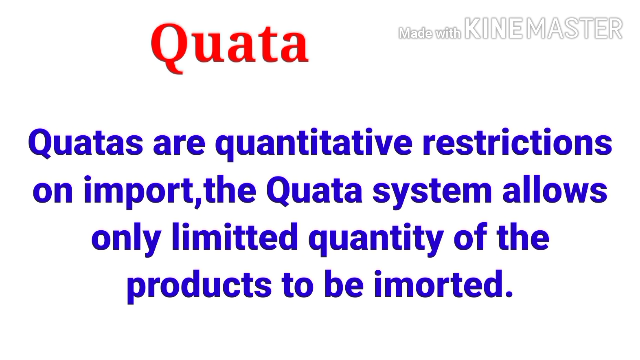 Quata
Made with KINEMASTER
Quatas are quantitative restrictions
on import,the Quata system allows
only limitted quantity of the
products to be imorted.